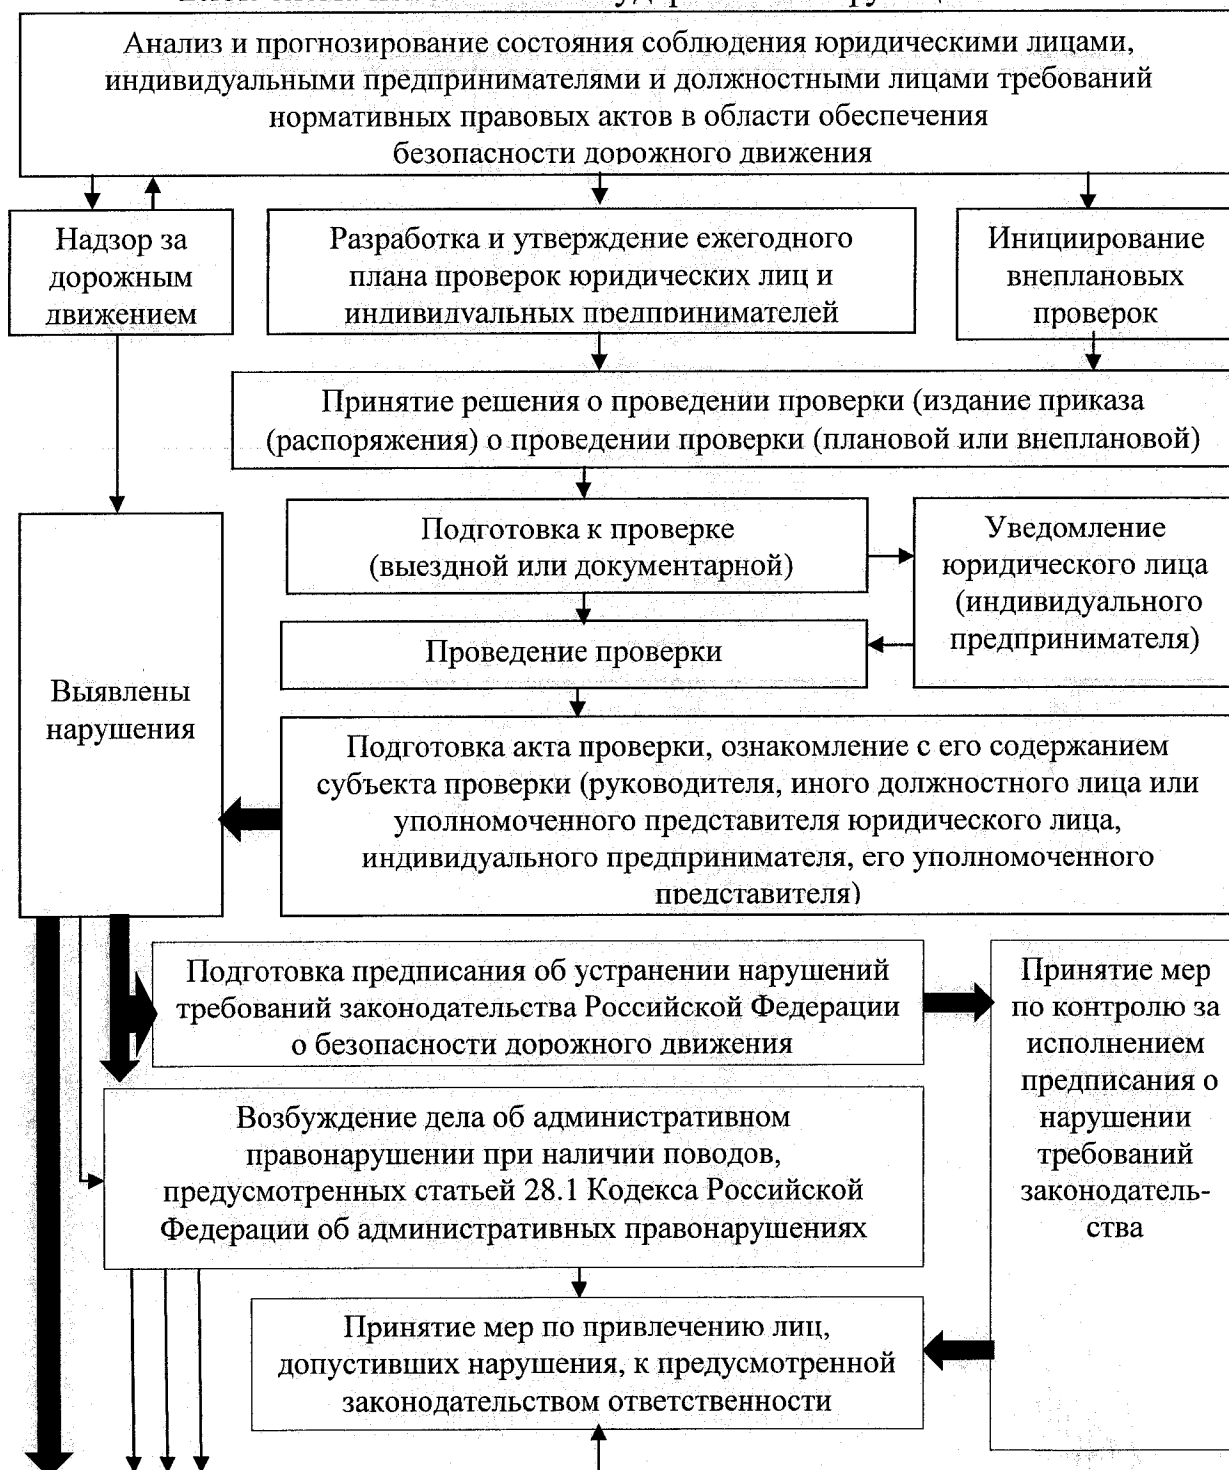 Анализ и прогнозирование состояния соблюдения юридическими лицами,
индивидуальными предпринимателями и должностными лицами требований
нормативных правовых актов в области обеспечения
безопасности дорожного движения
Надзор за
дорожным
движением
Разработка и утверждение ежегодного
плана проверок юридических лиц и
индивидуальных предпринимателей
Инициирование
внеплановых
проверок
Принятие решения о проведении проверки (издание приказа
(распоряжения) о проведении проверки (плановой или внеплановой)
Подготовка к проверке
(выездной или документарной)
Уведомление
юридического лица
(индивидуального
предпринимателя)
Проведение проверки
Выявлены
нарушения
Подготовка акта проверки, ознакомление с его содержанием
субъекта проверки (руководителя, иного должностного лица или
уполномоченного представителя юридического лица,
индивидуального предпринимателя, его уполномоченного
представителя)
Подготовка предписания об устранении нарушений
требований законодательства Российской Федерации
о безопасности дорожного движения
Принятие мер
по контролю за
исполнением
предписания о
нарушении
требований
законодатель-
ства
Возбуждение дела об административном
правонарушении при наличии поводов,
предусмотренных статьей 28.1 Кодекса Российской
Федерации об административных правонарушениях
Принятие мер по привлечению лиц,
допустивших нарушения, к предусмотренной
законодательством ответственности